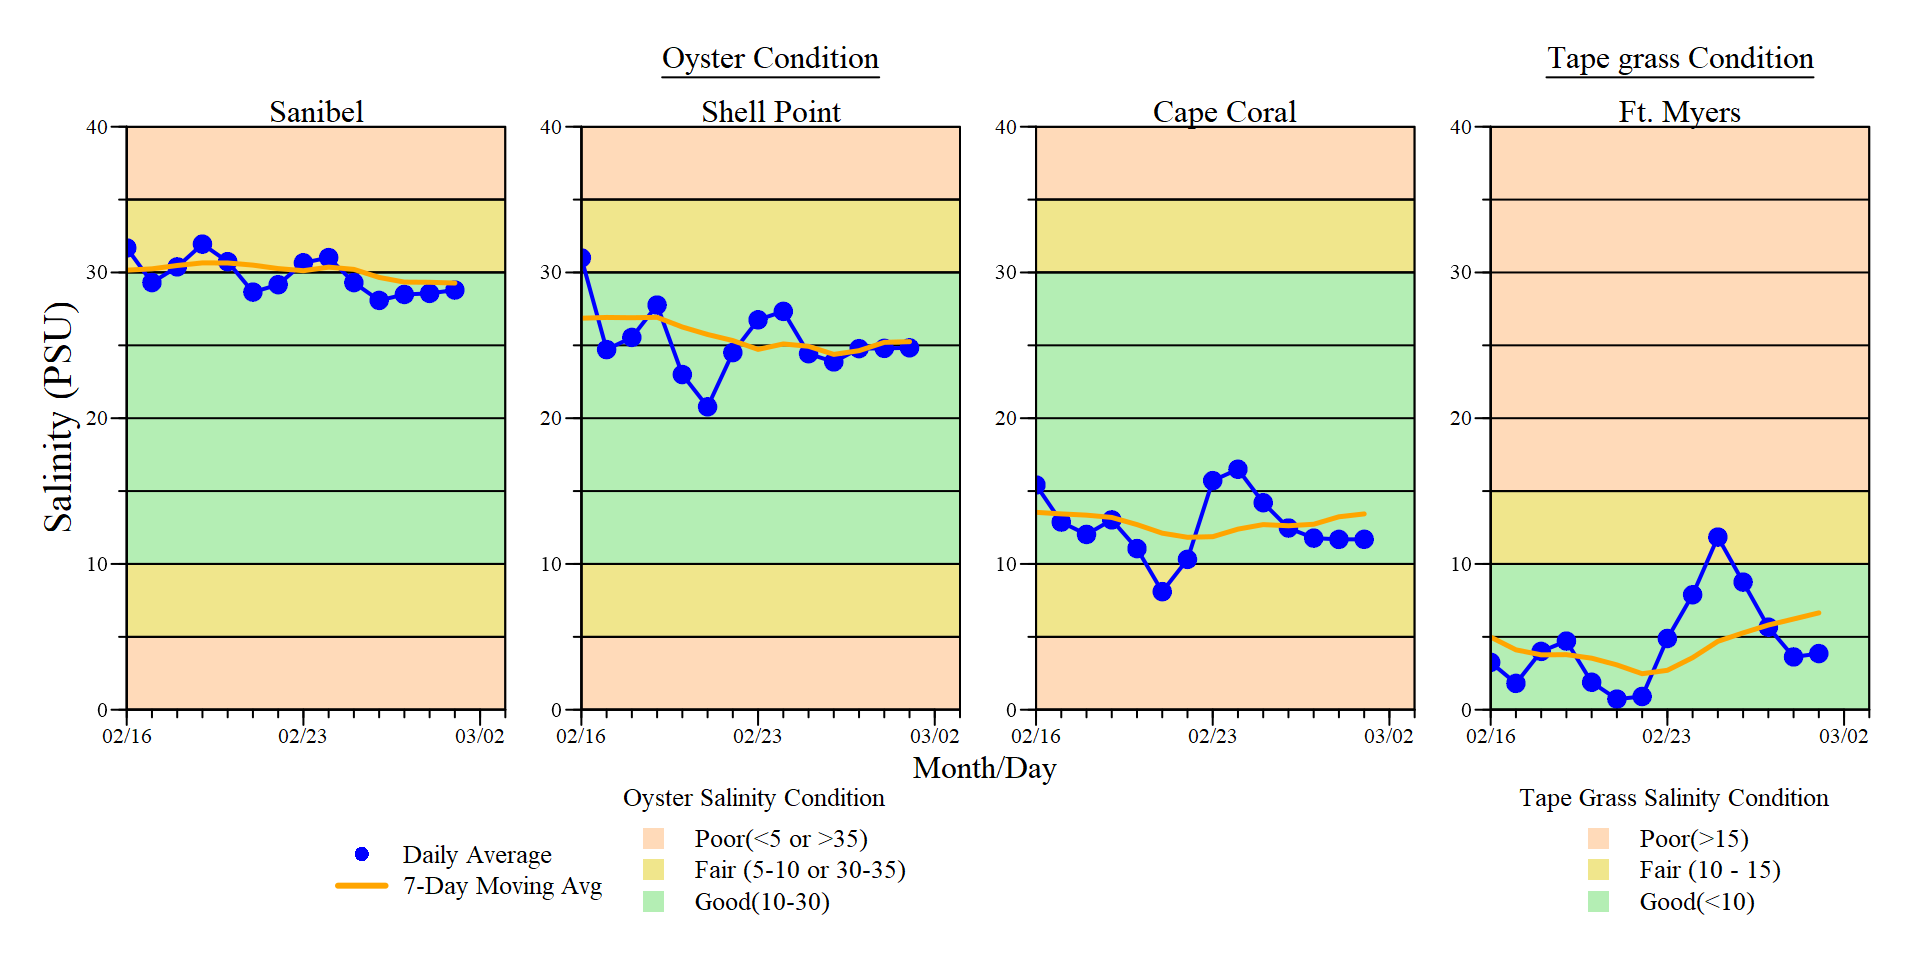 Oyster Condition
Tape grass Condition
Sanibel
Shell Point
Cape Coral
Ft. Myers
40
30
20
10
0
40
30
20
10
0
40
30
20
10
0
40
30
20
10
0
Salinity (PSU)
02/16
02/23
03/02
02/16
02/23
03/02
02/16
02/23
03/02
02/16
02/23
03/02
Month/Day
Daily Average
7-Day Moving Avg
Oyster Salinity Condition
Poor(<5 or >35)
Fair (5-10 or 30-35)
Good(10-30)
Tape Grass Salinity Condition
Poor(>15)
Fair (10 - 15)
Good(<10)